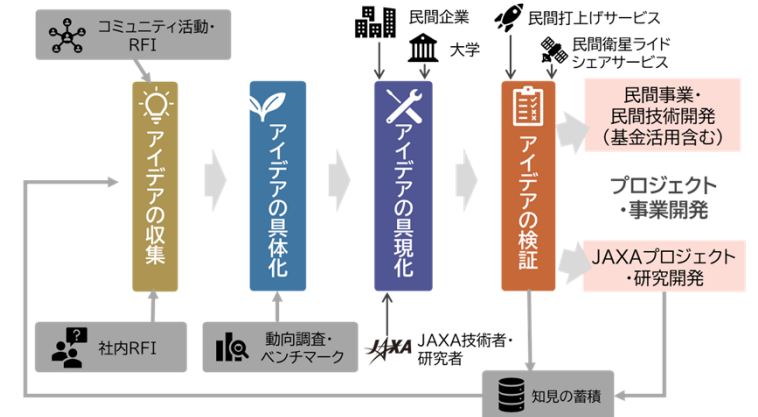 コミュニティ活動・
RFI
民間企業
大学
民間打上げサービス
民間衛星ライド
シェアサービス
アイデアの収集
アイデアの具体化
アイデアの具現化
アイデアの検証
民間事業・
民間技術開発
（基金活用含む）
プロジェクト
・事業開発
JAXAプロジェクト
・研究開発
社内RFI
動向調査・
ベンチマーク
JAXA
JAXA技術者・
研究者
知見の蓄積